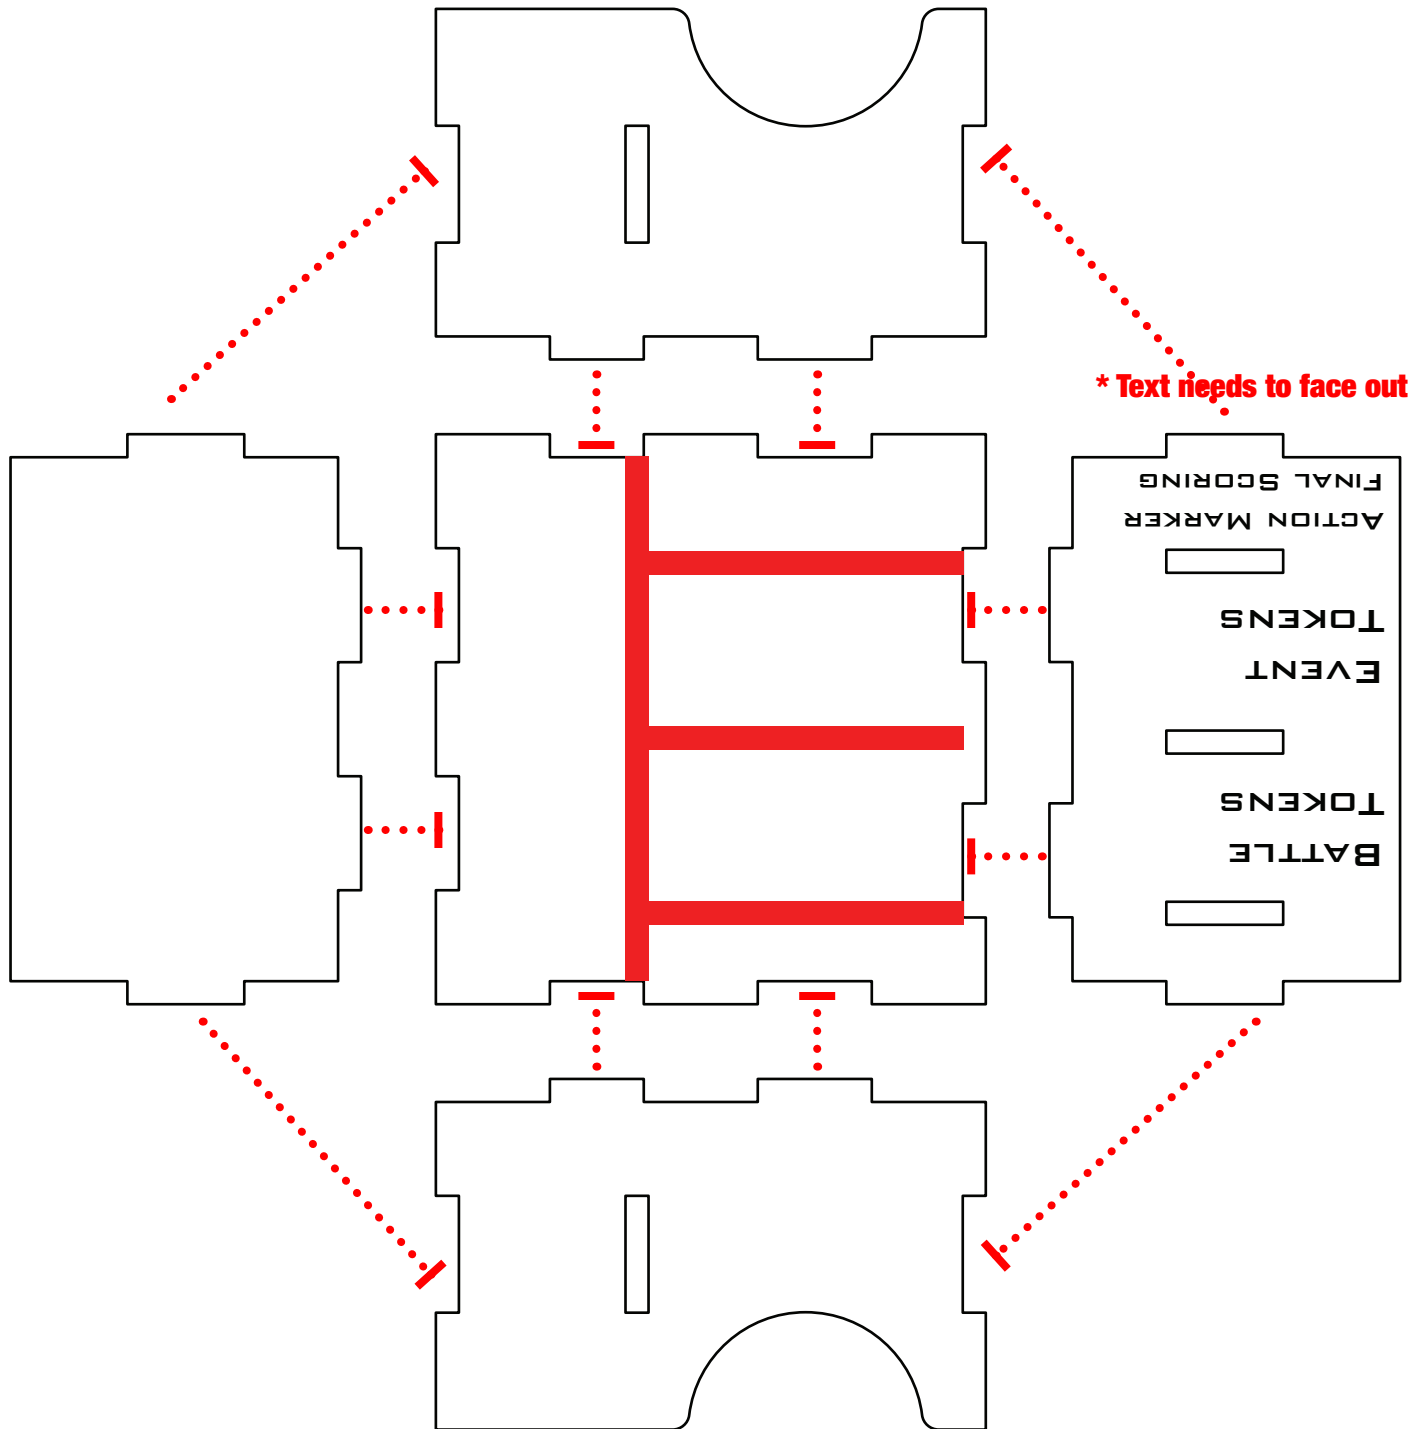 * Text needs to face out
FINAL SCORING
ACTION MARKER
TOKENS
EVENT
TOKENS
BATTLE